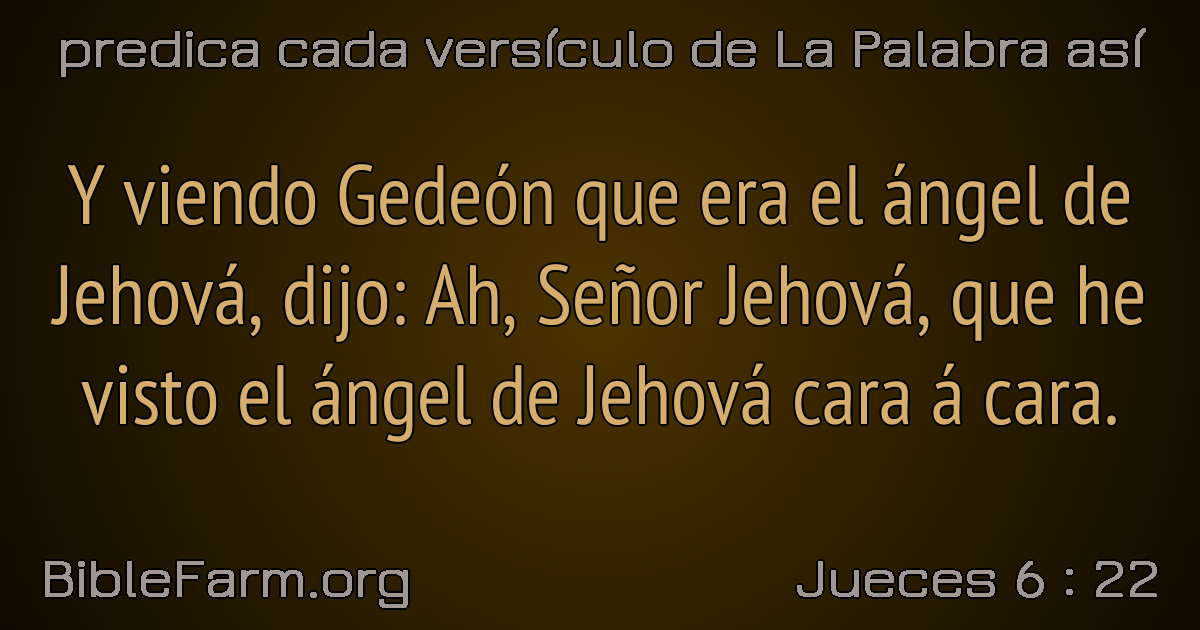 predica cada versículo de La Palabra así
Y viendo Gedeón que era el ángel de
Jehová, dijo: Ah, Señor Jehová, que he
visto el ángel de Jehová cara á cara.
BibleFarm.org
Jueces 6 : 22